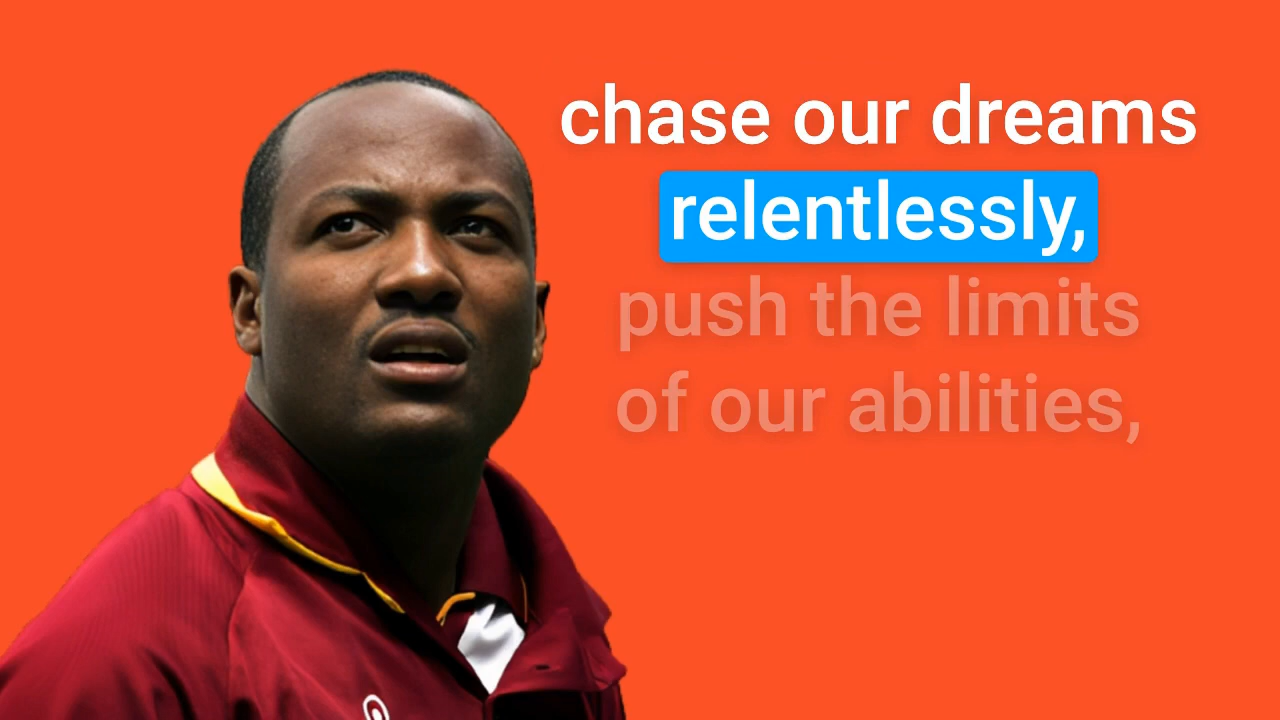 chase our dreams
relentlessly,
push the limits
of our abilities,